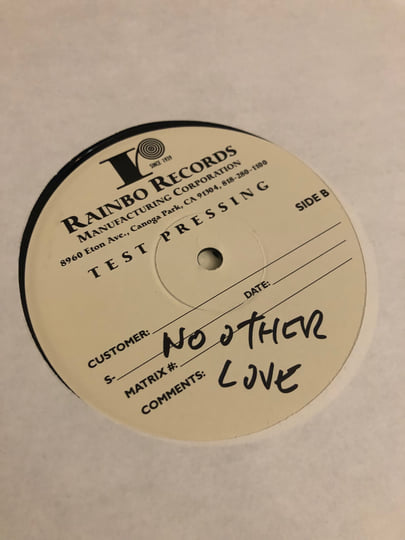 r
SINCE 1939
RAINBO RECORDS
MANUFACTURING CORPORATION
8960 Eton Ave., Canoga Park, CA 91304, 818-280-1100
TEST PRESSING
SIDE B
CUSTOMER:
DATE:
S-
MATRIX #:
COMMENTS:
NO OTHER
LOVE